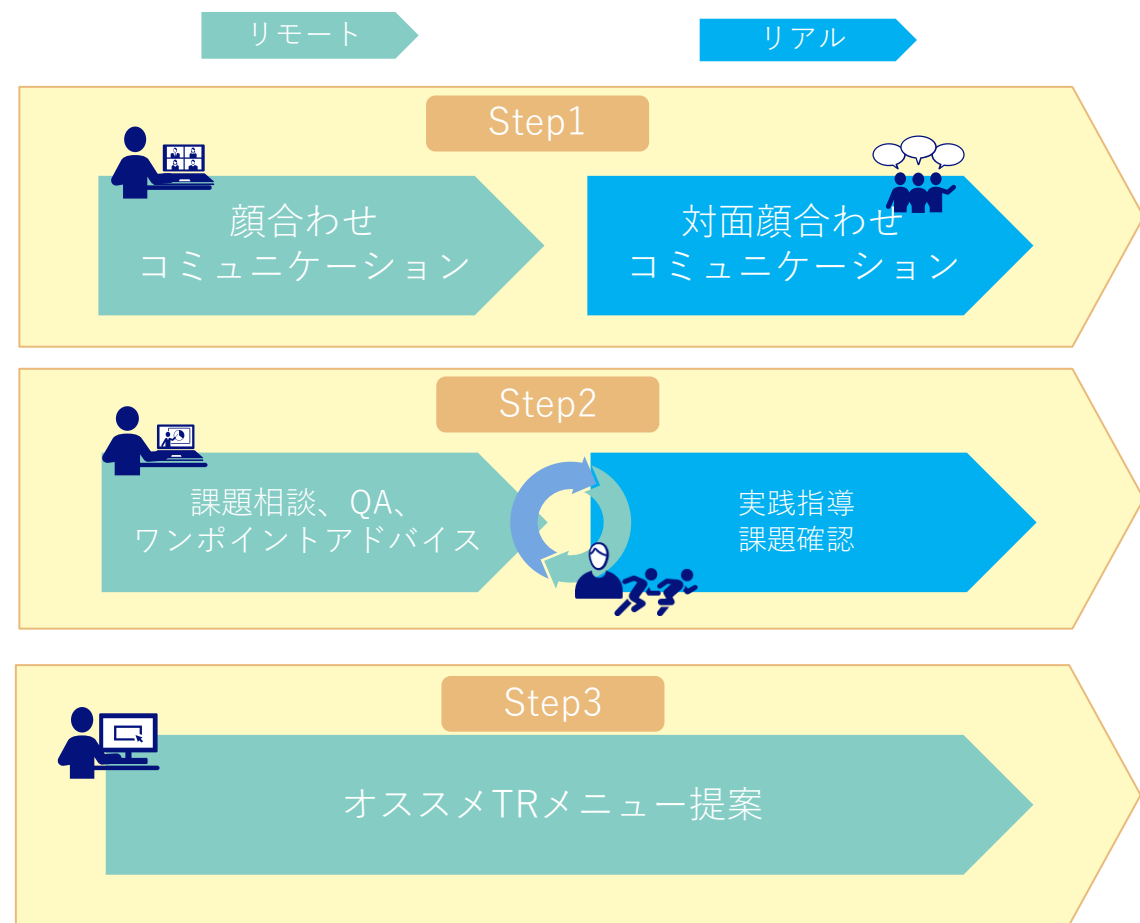 リモート
リアル
Step1
顔合わせ
コミュニケーション
対面顔合わせ
コミュニケーション
Step2
課題相談、QA、
ワンポイントアドバイス
実践指導
課題確認
Step3
オススメTRメニュー提案